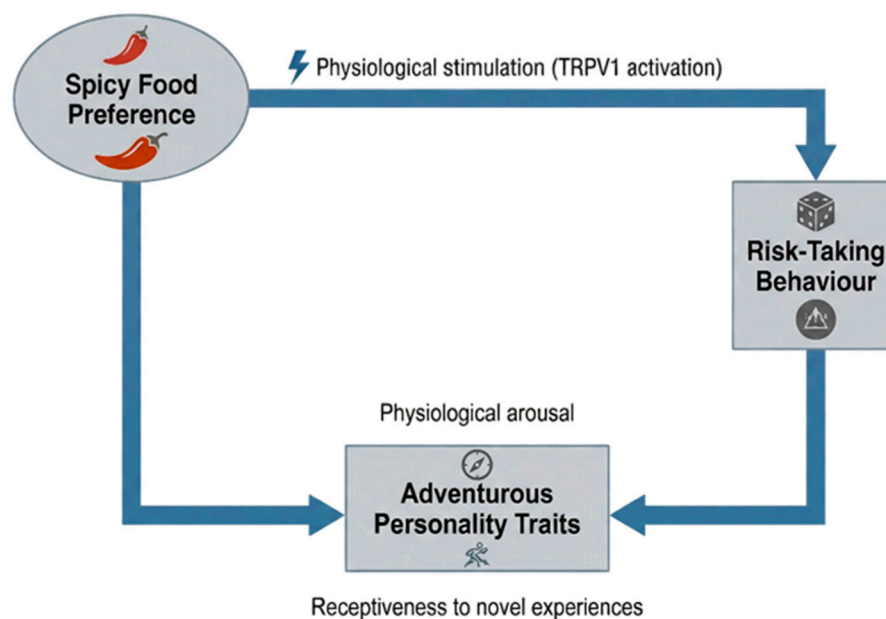 Spicy Food
Preference
Physiological stimulation (TRPV1 activation)
Risk-Taking
Behaviour
Physiological arousal
Adventurous
Personality Traits
Receptiveness to novel experiences